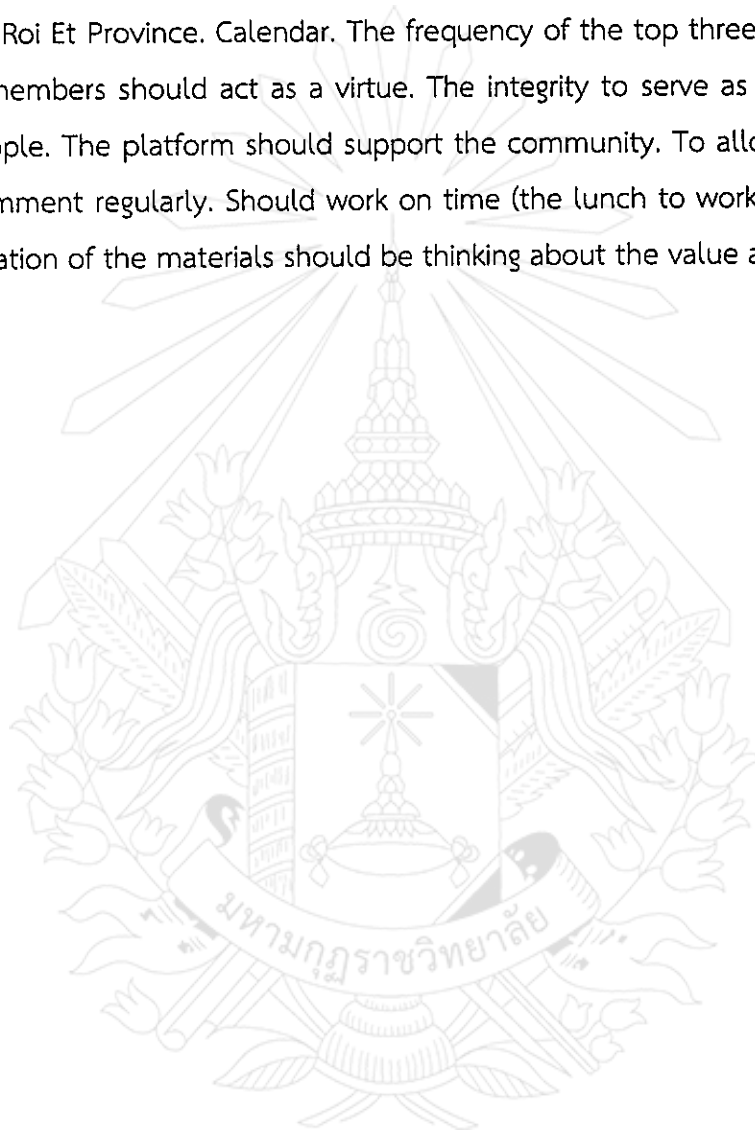 Roi Et Province. Calendar. The frequency of the top three
nembers should act as a virtue. The integrity to serve as
ple. The platform should support the community. To allo
nment regularly. Should work on time (the lunch to work
ation of the materials should be thinking about the value a
มหามกุฏราชวิทยาลัย